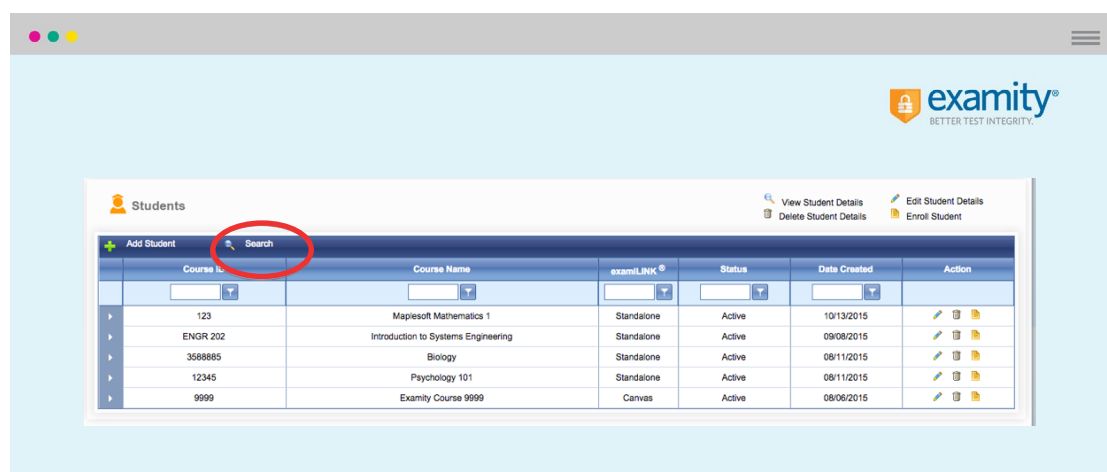 examity®
BETTER TEST INTEGRITY.
Students
View Student Details Edit Student Details
Delete Student Details Enroll Student
Add Student Search
Course ID Course Name examiLINK ® Status Date Created Action
123 Maplesoft Mathematics 1 Standalone Active 10/13/2015
ENGR 202 Introduction to Systems Engineering Standalone Active 09/08/2015
3588885 Biology Standalone Active 08/11/2015
12345 Psychology 101 Standalone Active 08/11/2015
9999 Examity Course 9999 Canvas Active 08/06/2015